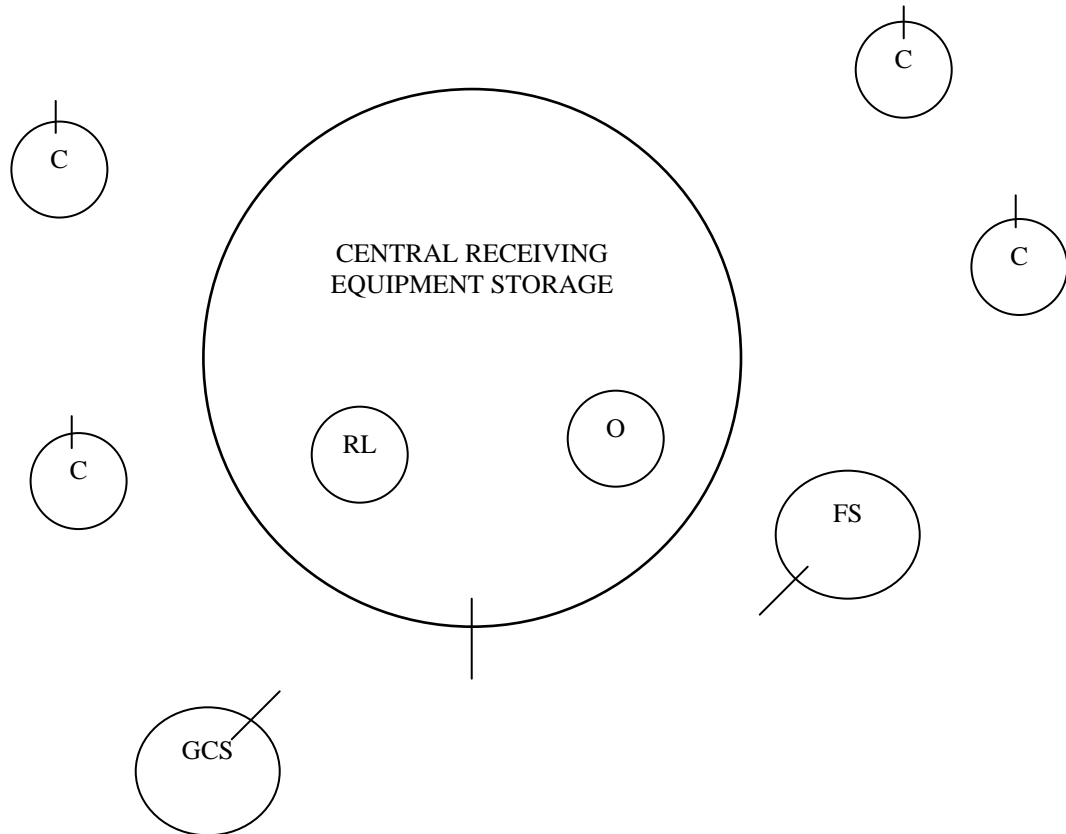 C
C
CENTRAL RECEIVING
EQUIPMENT STORAGE
C
RL
O
C
FS
GCS